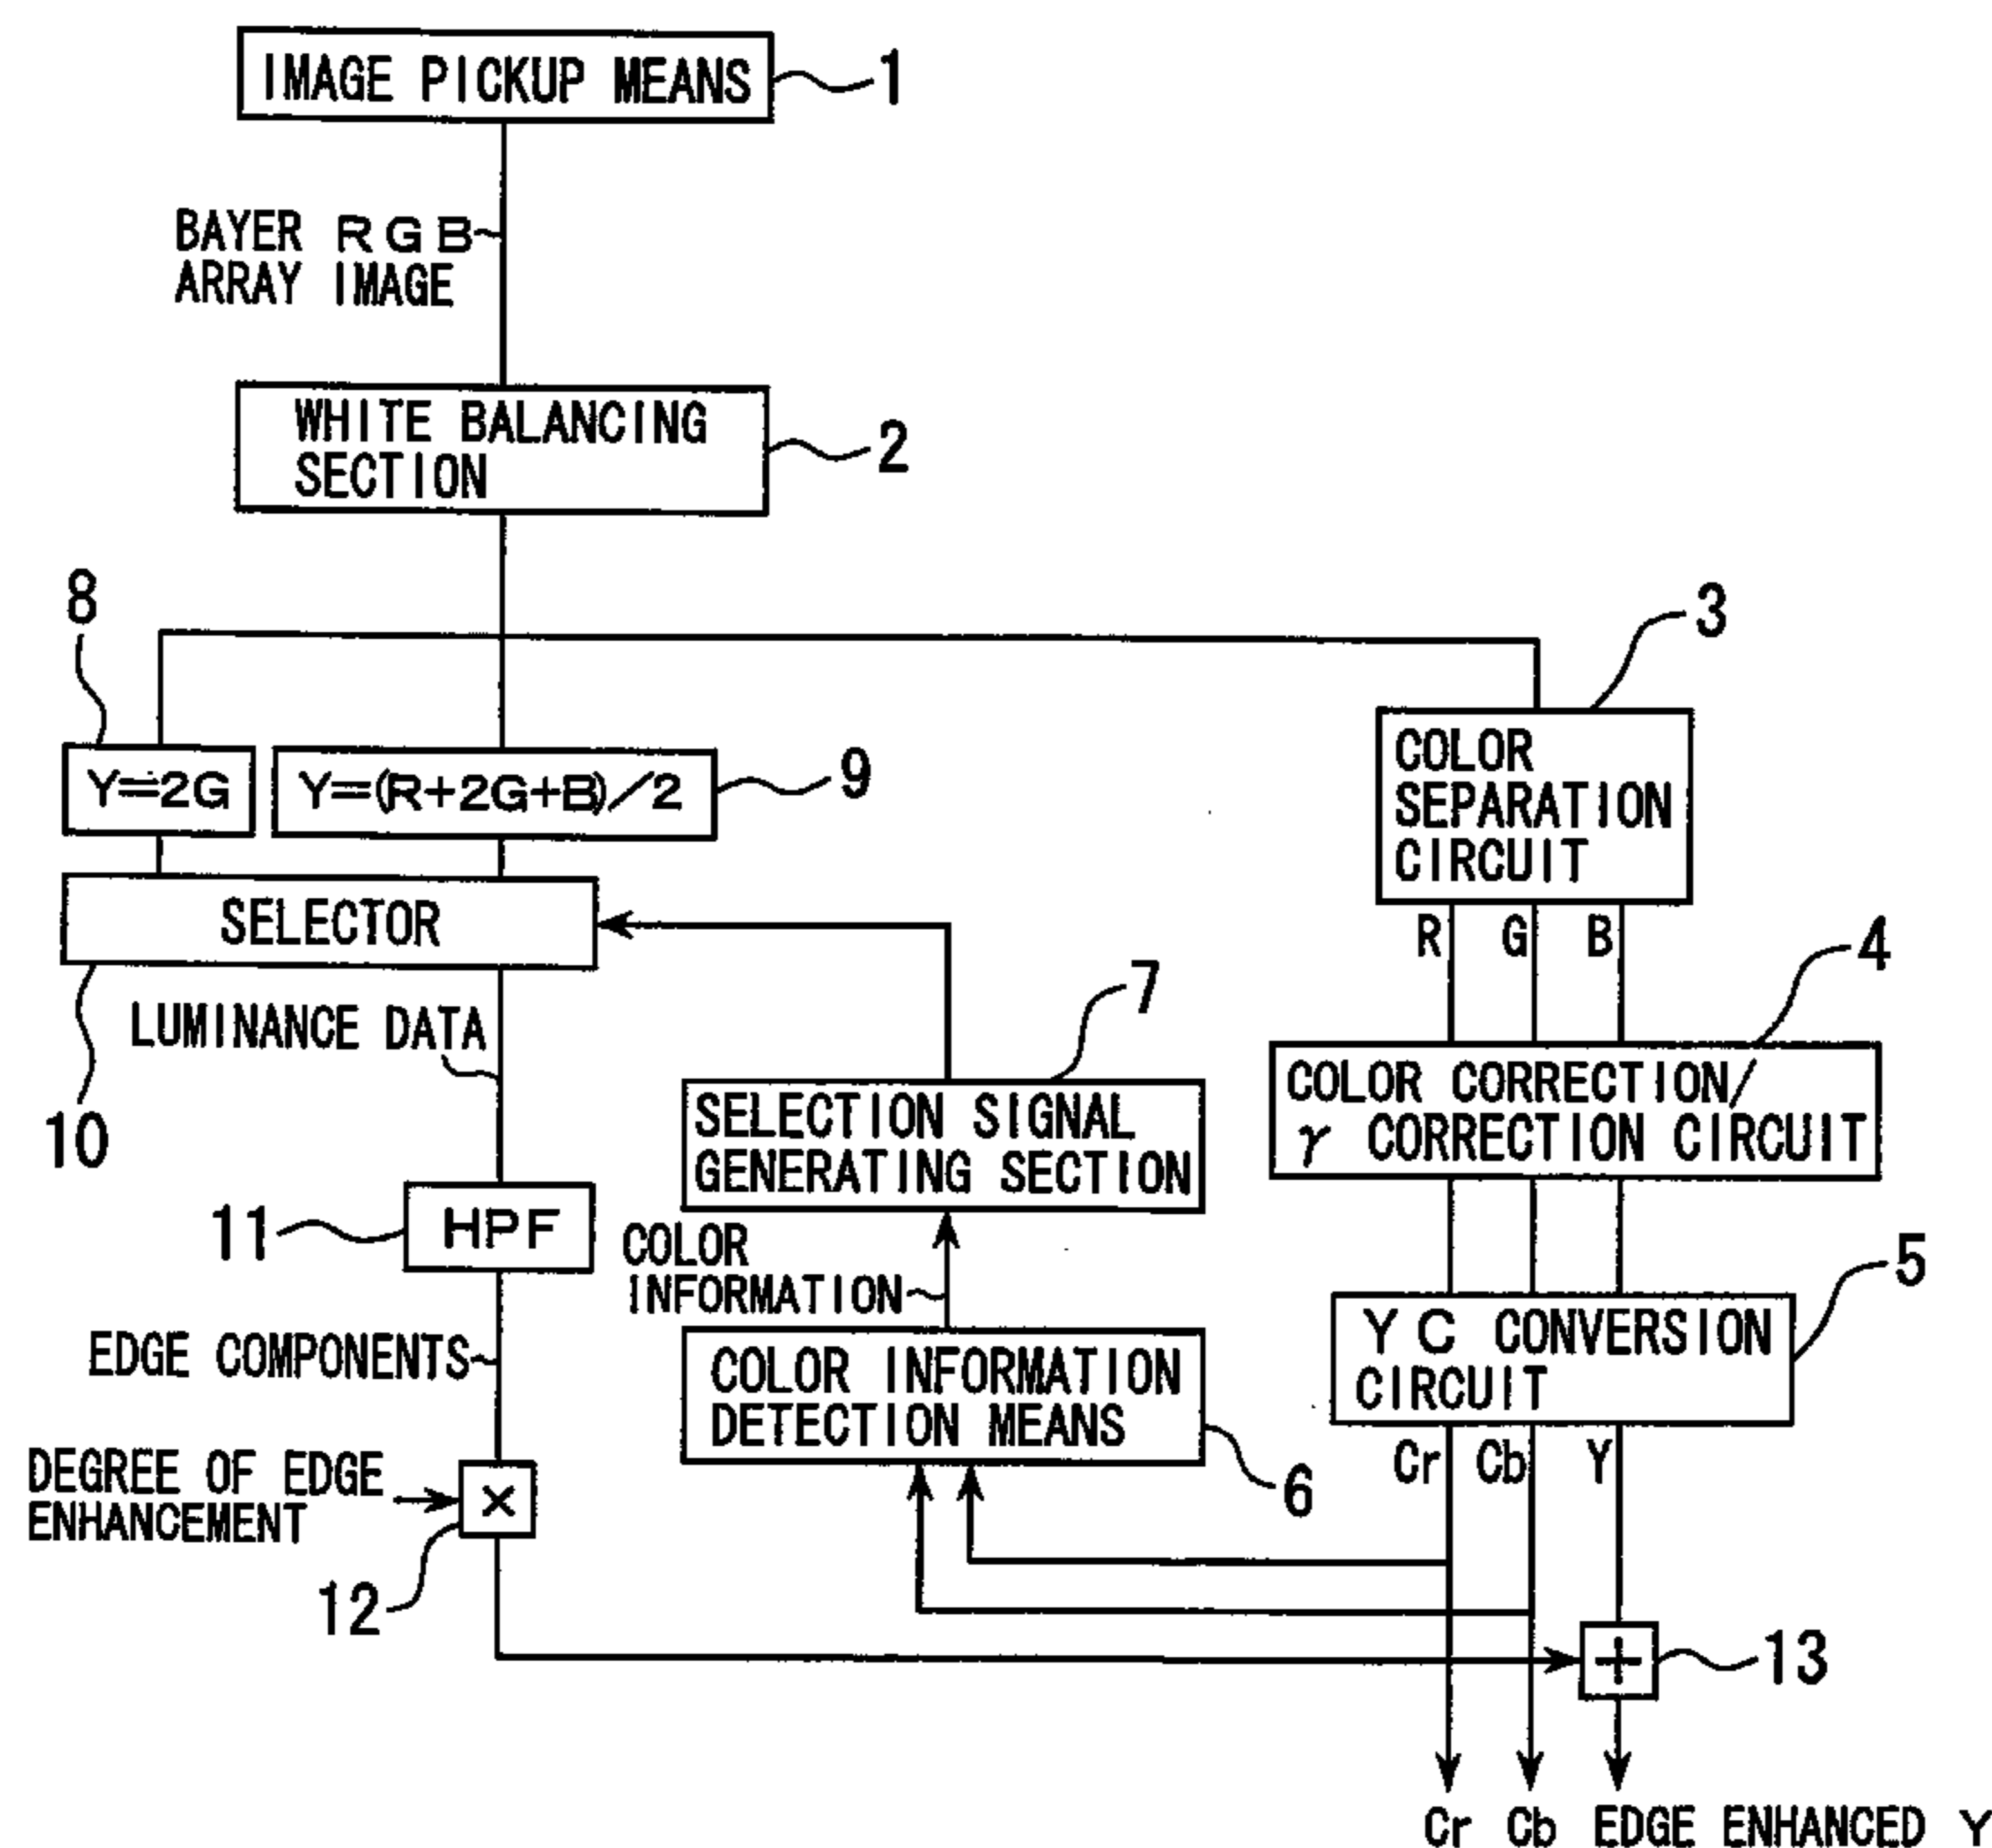 IMAGE PICKUP MEANS
1
BAYER RGB
ARRAY IMAGE
WHITE BALANCING
SECTION
2
8
3
Y=2G
Y=(R+2G+B)/2
9
COLOR
SEPARATION
CIRCUIT
SELECTOR
R G B
10
LUMINANCE DATA
7
4
SELECTION SIGNAL
GENERATING SECTION
COLOR CORRECTION/
γ CORRECTION CIRCUIT
11
HPF
COLOR
INFORMATION
5
YC CONVERSION
CIRCUIT
EDGE COMPONENTS
COLOR INFORMATION
DETECTION MEANS
6
Cr Cb Y
DEGREE OF EDGE
ENHANCEMENT
×
12
+
13
Cr Cb EDGE ENHANCED Y